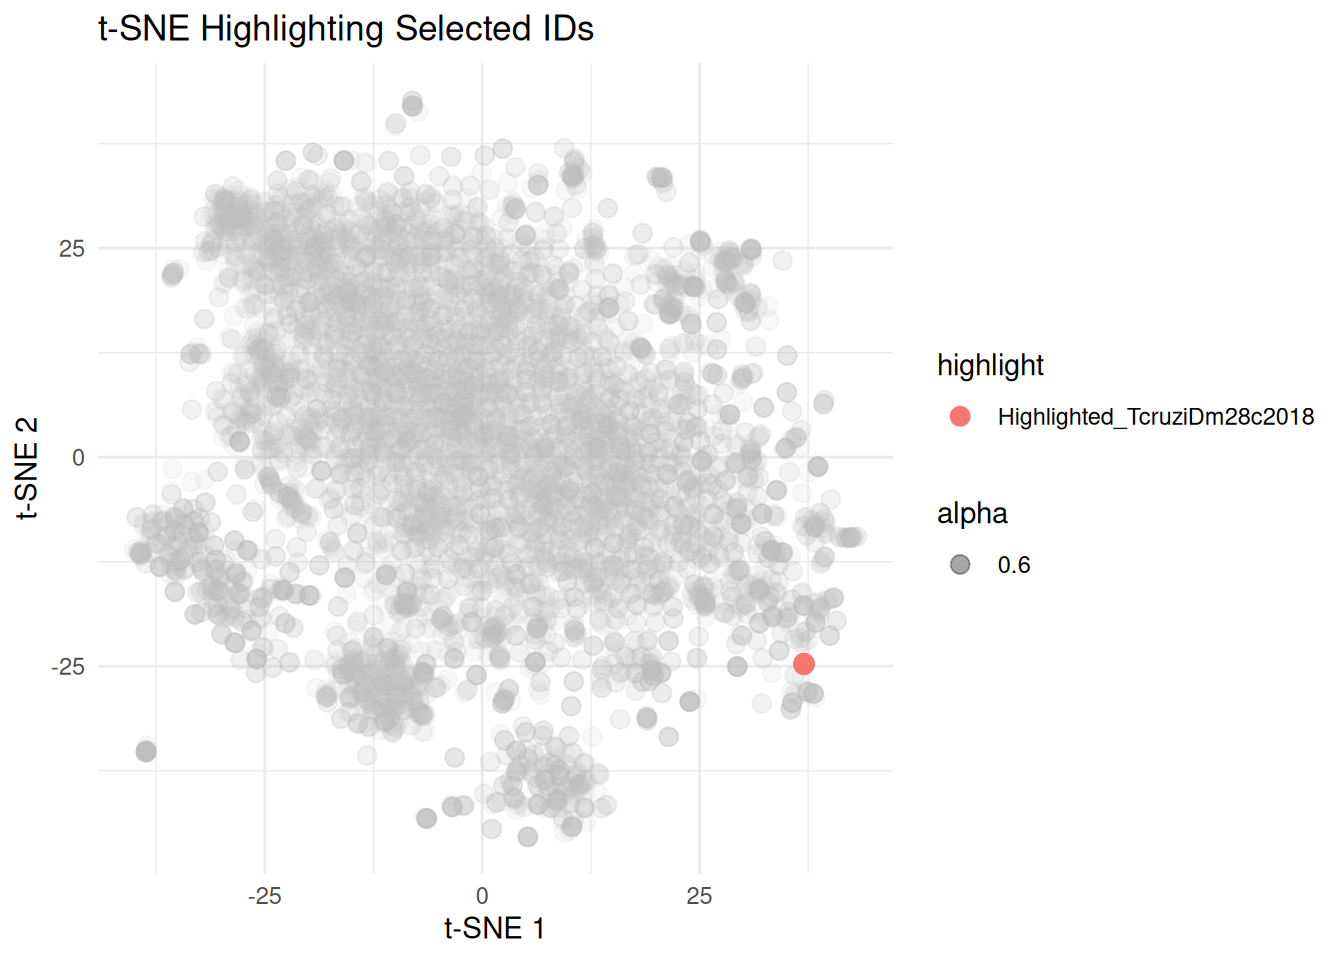 t-SNE Highlighting Selected IDs
25
0
-25
t-SNE 2
-25
0
25
t-SNE 1
highlight
Highlighted_TcruziDm28c2018
alpha
0.6